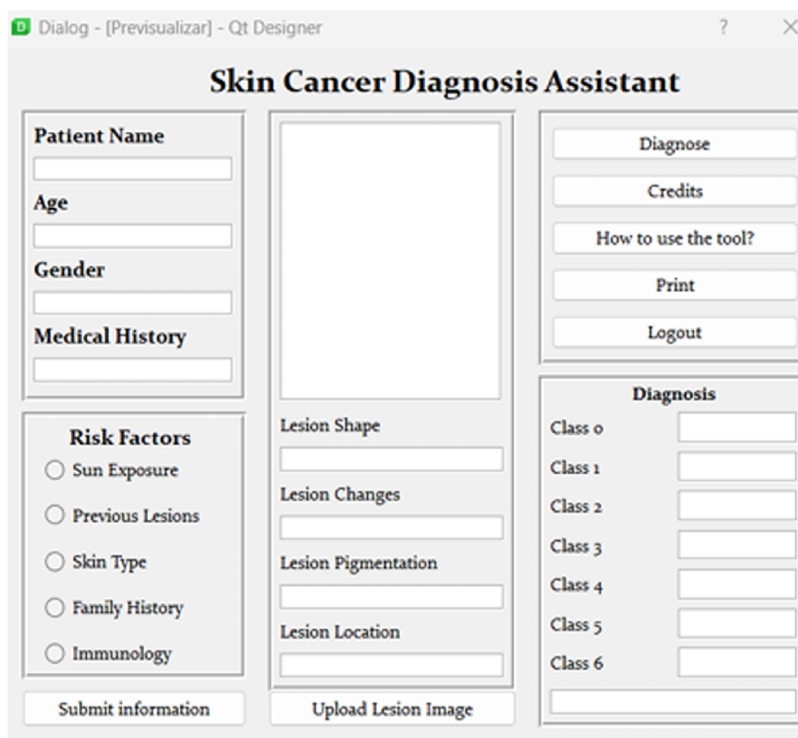 Dialog - [Previsualizar] - Qt Designer
Skin Cancer Diagnosis Assistant
Patient Name
Age
Gender
Medical History
Risk Factors
Sun Exposure
Previous Lesions
Skin Type
Family History
Immunology
Submit information
Lesion Shape
Lesion Changes
Lesion Pigmentation
Lesion Location
Upload Lesion Image
Diagnose
Credits
How to use the tool?
Print
Logout
Diagnosis
Class 0
Class 1
Class 2
Class 3
Class 4
Class 5
Class 6